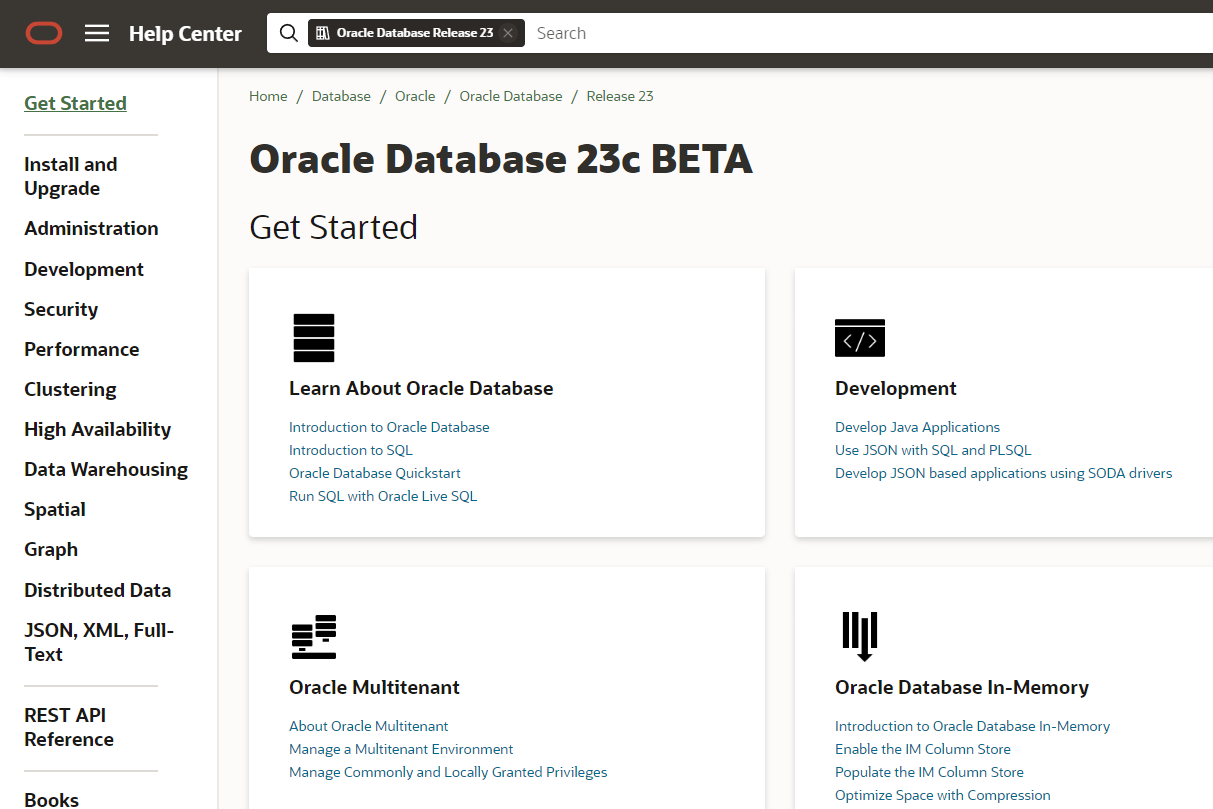 Help Center
Oracle Database Release 23
Search
Get Started
Install and
Upgrade
Administration
Development
Security
Performance
Clustering
High Availability
Data Warehousing
Spatial
Graph
Distributed Data
JSON, XML, Full-
Text
REST API
Reference
Books
Home / Database / Oracle / Oracle Database / Release 23
Oracle Database 23c BETA
Get Started
Learn About Oracle Database
Introduction to Oracle Database
Introduction to SQL
Oracle Database Quickstart
Run SQL with Oracle Live SQL
</>
Development
Develop Java Applications
Use JSON with SQL and PLSQL
Develop JSON based applications using SODA drivers
Oracle Multitenant
About Oracle Multitenant
Manage a Multitenant Environment
Manage Commonly and Locally Granted Privileges
Oracle Database In-Memory
Introduction to Oracle Database In-Memory
Enable the IM Column Store
Populate the IM Column Store
Optimize Space with Compression